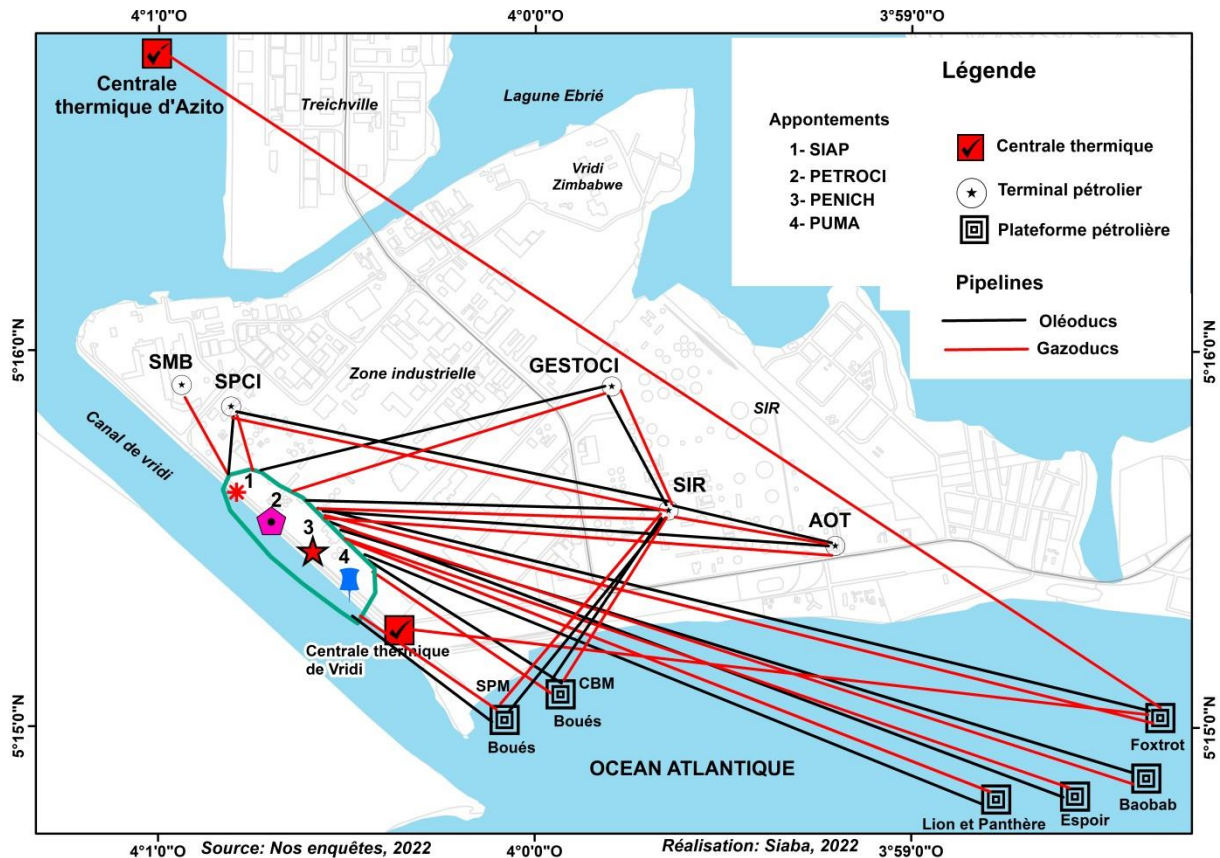 4°1'0"O
4°0'0"O
3°59'0"O
Centrale
thermique d'Azito
Treichville
Lagune Ebrié
Vridi
Zimbabwe
Légende
Appontements
1- SIAP
2- PETROCI
3- PENICH
4- PUMA
Centrale thermique
Terminal pétrolier
Plateforme pétrolière
Pipelines
Oléoducs
Gazoducs
5°16'0"N
5°16'0"N
SMB
SPCI
Zone industrielle
GESTOCI
SIR
Canal de vridi
1
2
3
4
SIR
AOT
Centrale thermique
de Vridi
SPM
CBM
Boués
Boués
5°15'0"N
5°15'0"N
OCEAN ATLANTIQUE
Foxtrot
Baobab
Espoir
Lion et Panthère
4°1'0"O
4°0'0"O
3°59'0"O
Source: Nos enquêtes, 2022
Réalisation: Siaba, 2022